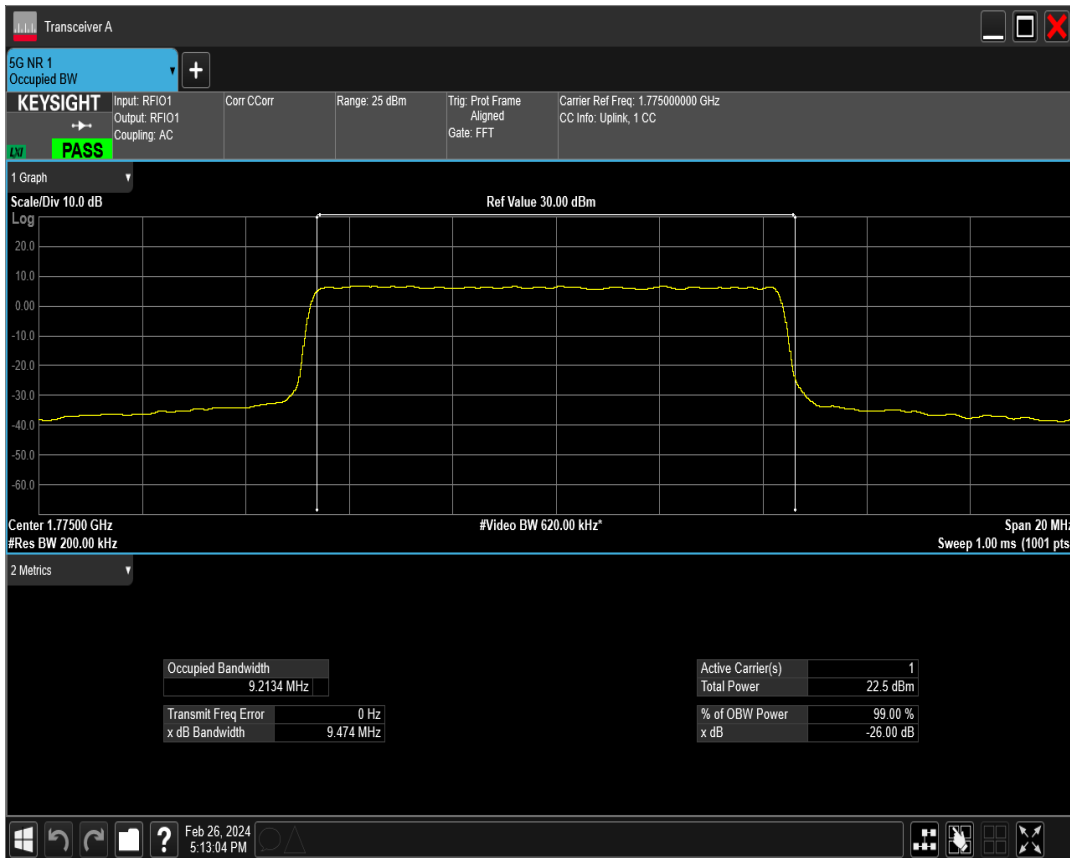 Transceiver A
5G NR 1
Occupied BW
+
KEYSIGHT
LXI
PASS
Input: RFIO1
Output: RFIO1
Coupling: AC
Corr CCorr
Range: 25 dBm
Trig: Prot Frame
Aligned
Gate: FFT
Carrier Ref Freq: 1.775000000 GHz
CC Info: Uplink, 1 CC
1 Graph
Scale/Div 10.0 dB
Ref Value 30.00 dBm
Log
20.0
10.0
0.00
-10.0
-20.0
-30.0
-40.0
-50.0
-60.0
Center 1.77500 GHz
#Video BW 620.00 kHz*
Span 20 MHz
#Res BW 200.00 kHz
Sweep 1.00 ms (1001 pts
2 Metrics
Occupied Bandwidth
9.2134 MHz
Transmit Freq Error 0 Hz
x dB Bandwidth 9.474 MHz
Active Carrier(s) 1
Total Power 22.5 dBm
% of OBW Power 99.00 %
x dB -26.00 dB
?
Feb 26, 2024
5:13:04 PM